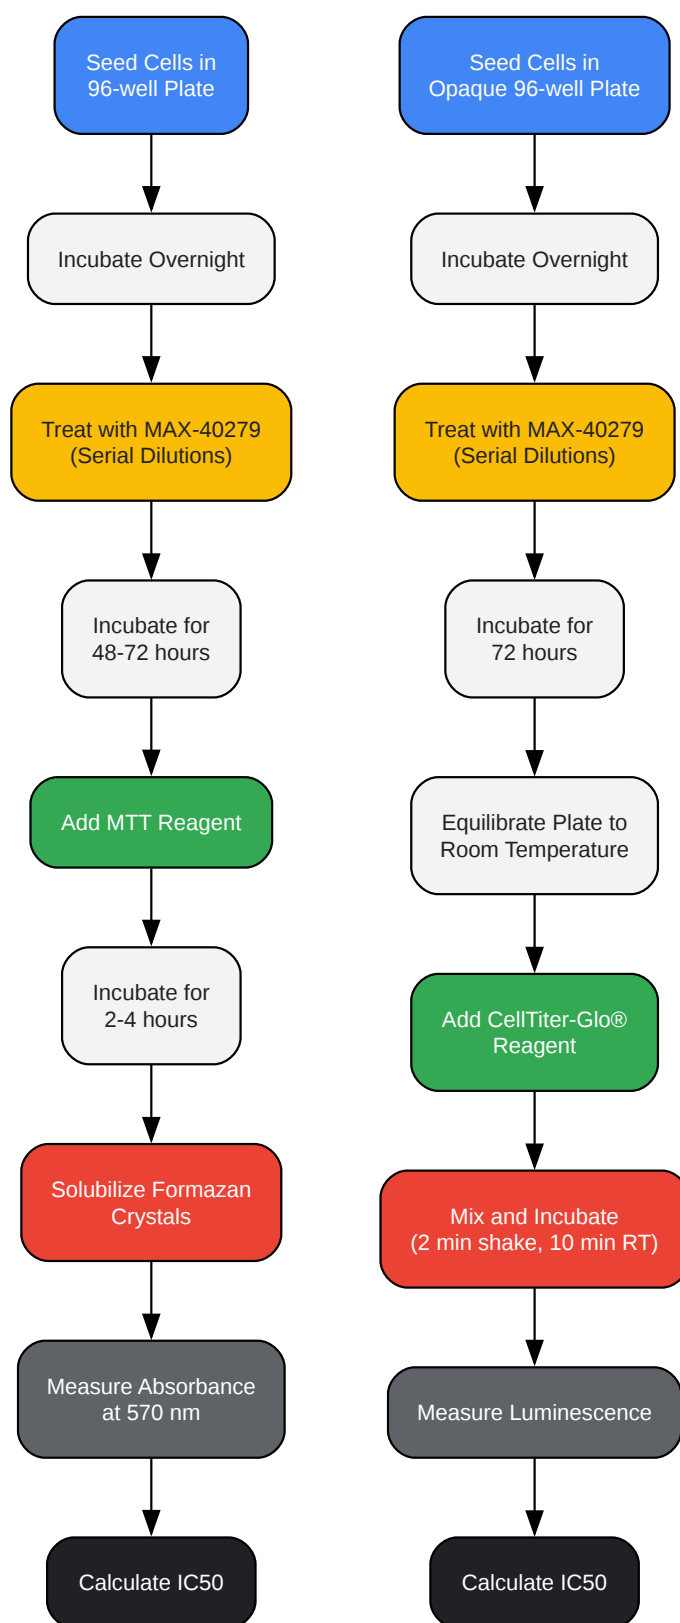 Seed Cells in
96-well Plate
Incubate Overnight
Treat with MAX-40279
(Serial Dilutions)
Incubate for
48-72 hours
Add MTT Reagent
Incubate for
2-4 hours
Solubilize Formazan
Crystals
Measure Absorbance
at 570 nm
Calculate IC50
Seed Cells in
Opaque 96-well Plate
Incubate Overnight
Treat with MAX-40279
(Serial Dilutions)
Incubate for
72 hours
Equilibrate Plate to
Room Temperature
Add CellTiter-Glo®
Reagent
Mix and Incubate
(2 min shake, 10 min RT)
Measure Luminescence
Calculate IC50